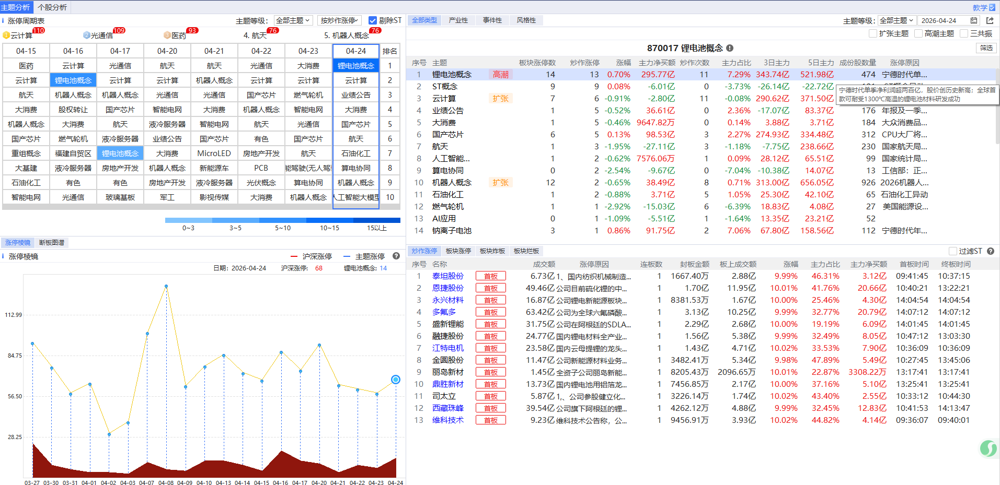 主题分析 个股分析 教学
涨停周期表 主题等级： 全部主题 按炒作涨停 剔除ST
1 云计算 110 2 光通信 109 3 医药 93 4. 航天 76 5. 机器人概念 76
04-15 04-16 04-17 04-20 04-21 04-22 04-23 04-24 排名
医药 云计算 光通信 航天 航天 光通信 大消费 锂电池概念 1
云计算 锂电池概念 云计算 云计算 机器人概念 云计算 云计算 云计算 2
航天 机器人概念 机器人概念 光通信 光通信 国产芯片 燃气轮机 业绩公告 3
大消费 股权转让 国产芯片 智能电网 大消费 机器人概念 智能电网 大消费 4
机器人概念 大消费 航天 液冷服务器 智能电网 航天 光通信 国产芯片 5
国产芯片 燃气轮机 液冷服务器 业绩公告 国产芯片 有色 国产芯片 航天 6
重组概念 福建自贸区 锂电池概念 大消费 MicroLED 房地产开发 航天 石油化工 7
大基建 液冷服务器 房地产开发 机器人概念 新能源车 PCB 能驾驶(无人驾 算电协同 8
石油化工 有色 有色 房地产开发 液冷服务器 光伏概念 算电协同 机器人概念 9
智能电网 光通信 玻璃基板 军工 影视传媒 大消费 机器人概念 人工智能大模型 10
0~3 3~5 5~10 10~15 15以上
涨停棱镜 断板图谱
涨停棱镜 沪深涨停 主题涨停 ?
日期: 2026-04-24 沪深涨停: 68 锂电池概念: 14
112.99
84.75
56.50
28.25
03-27 03-30 03-31 04-01 04-02 04-03 04-07 04-08 04-09 04-10 04-13 04-14 04-15 04-16 04-17 04-20 04-21 04-22 04-23 04-24
全部类型 产业性 事件性 风格性 主题等级： 全部主题 2026-04-24
扩张主题 高潮主题 三共振
870017 锂电池概念 ! 筛选
序号 主题 板块涨停数 炒作涨停 涨幅 主力净买额 炒作次数 主力占比 3日主力 5日主力 成份股数量 涨停原因
1 锂电池概念 高潮 14 13 0.70% 295.77亿 11 7.29% 343.74亿 521.98亿 474 宁德时代单...
2 ST概念 9 9 0.08% -6.01亿 0 -3.73% -26.14亿 -22.72亿
宁德时代单季净利润超两百亿，股价创历史新高；全球首
款可耐受1300℃高温的锂电池材料研发成功
3 云计算 扩张 7 6 -0.91% -2.80亿 11 -0.08% 290.62亿 371.50亿
4 业绩公告 1 5 -0.52% 36.61亿 0 2.36% -17.07亿 83.37亿 176 年报及一季...
5 大消费 1 5 -0.46% 9647.82万 0 0.14% 3.88亿 3.71亿 184 大众消费品...
6 国产芯片 6 5 0.13% 98.53亿 3 2.27% 274.93亿 334.48亿 312 CPU大厂将...
7 航天 1 3 -1.95% -27.11亿 3 -1.18% -7.75亿 238.66亿 230 国家航天局...
8 人工智能... 1 2 -0.62% 7576.06万 1 0.09% 28.12亿 65.51亿 99 国家统计局...
9 算电协同 0 2 -2.54% -9.67亿 0 -7.04% -10.38亿 14.07亿 13 工信部：正...
10 机器人概念 扩张 12 2 -0.65% 38.49亿 8 0.71% 313.00亿 656.05亿 926 2026机器人...
11 石油化工 1 2 -0.88% 3.71亿 5 1.05% 25.30亿 42.10亿 65 石油化工异动
12 燃气轮机 1 1 -2.92% -15.03亿 6 -6.39% 18.83亿 4.08亿 27 美国能源设...
13 AI应用 0 1 -1.09% -5.51亿 1 -1.64% 13.35亿 23.21亿 52
14 钠离子电池 3 1 0.86% 91.75亿 2 7.06% 67.80亿 158.56亿 112 宁德时代年...
炒作涨停 板块涨停 板块炸板 板块烂板 过滤ST ?
序号 名称 成交额 涨停原因 连板数 封板金额 板上成交额 涨幅 主力占比 主力净买额 首板时间 终板时间
1 泰坦股份 首板 6.73亿 1、国内纺织机械制造... 1 1667.40万 2.88亿 9.99% 46.31% 3.12亿 09:41:45 10:37:15
2 恩捷股份 首板 49.46亿 公司目前硫化锂的中... 1 1.70亿 11.95亿 10.01% 41.76% 20.66亿 10:40:21 13:22:21
3 永兴材料 首板 16.87亿 公司锂电新能源板块... 1 8381.53万 1.67亿 10.00% 25.46% 4.30亿 14:04:54 14:04:54
4 多氟多 首板 63.42亿 公司为全球六氟磷酸... 1 3.13亿 10.25亿 9.99% 32.77% 20.79亿 14:07:12 14:07:12
5 盛新锂能 首板 31.75亿 公司在阿根廷的SDLA... 1 2.29亿 2.68亿 10.00% 19.19% 6.09亿 14:01:45 14:01:45
6 融捷股份 首板 24.77亿 国内锂电材料全产业... 1 1.56亿 5.38亿 9.99% 32.49% 8.05亿 10:47:12 13:03:30
7 江特电机 首板 23.58亿 国内云母提锂的龙头... 1 1.43亿 4.71亿 10.02% 33.53% 7.90亿 10:36:09 10:36:09
8 金圆股份 首板 11.47亿 公司新能源材料业务... 1 3482.41万 5.34亿 9.98% 47.89% 5.49亿 10:27:45 13:45:06
9 丽岛新材 首板 1.45亿 全资子公司丽岛新能... 1 8205.43万 2096.65万 10.01% 22.87% 3308.22万 13:17:41 13:17:41
10 鼎胜新材 首板 13.73亿 国内锂电池用铝箔龙... 1 7456.85万 2.17亿 10.00% 37.16% 5.10亿 13:25:41 13:25:41
11 司太立 首板 5.87亿 1,、公司参股健立化... 1 3226.14万 1.74亿 10.02% 43.40% 2.55亿 10:33:12 10:44:30
12 西藏珠峰 首板 39.54亿 公司旗下阿根廷的锂... 1 4262.12万 4.88亿 9.99% 32.45% 12.83亿 10:41:53 14:13:47
13 维科技术 首板 9.23亿 维科技术公告称，公... 1 9456.91万 3.93亿 10.02% 44.82% 4.14亿 09:36:07 09:40:01